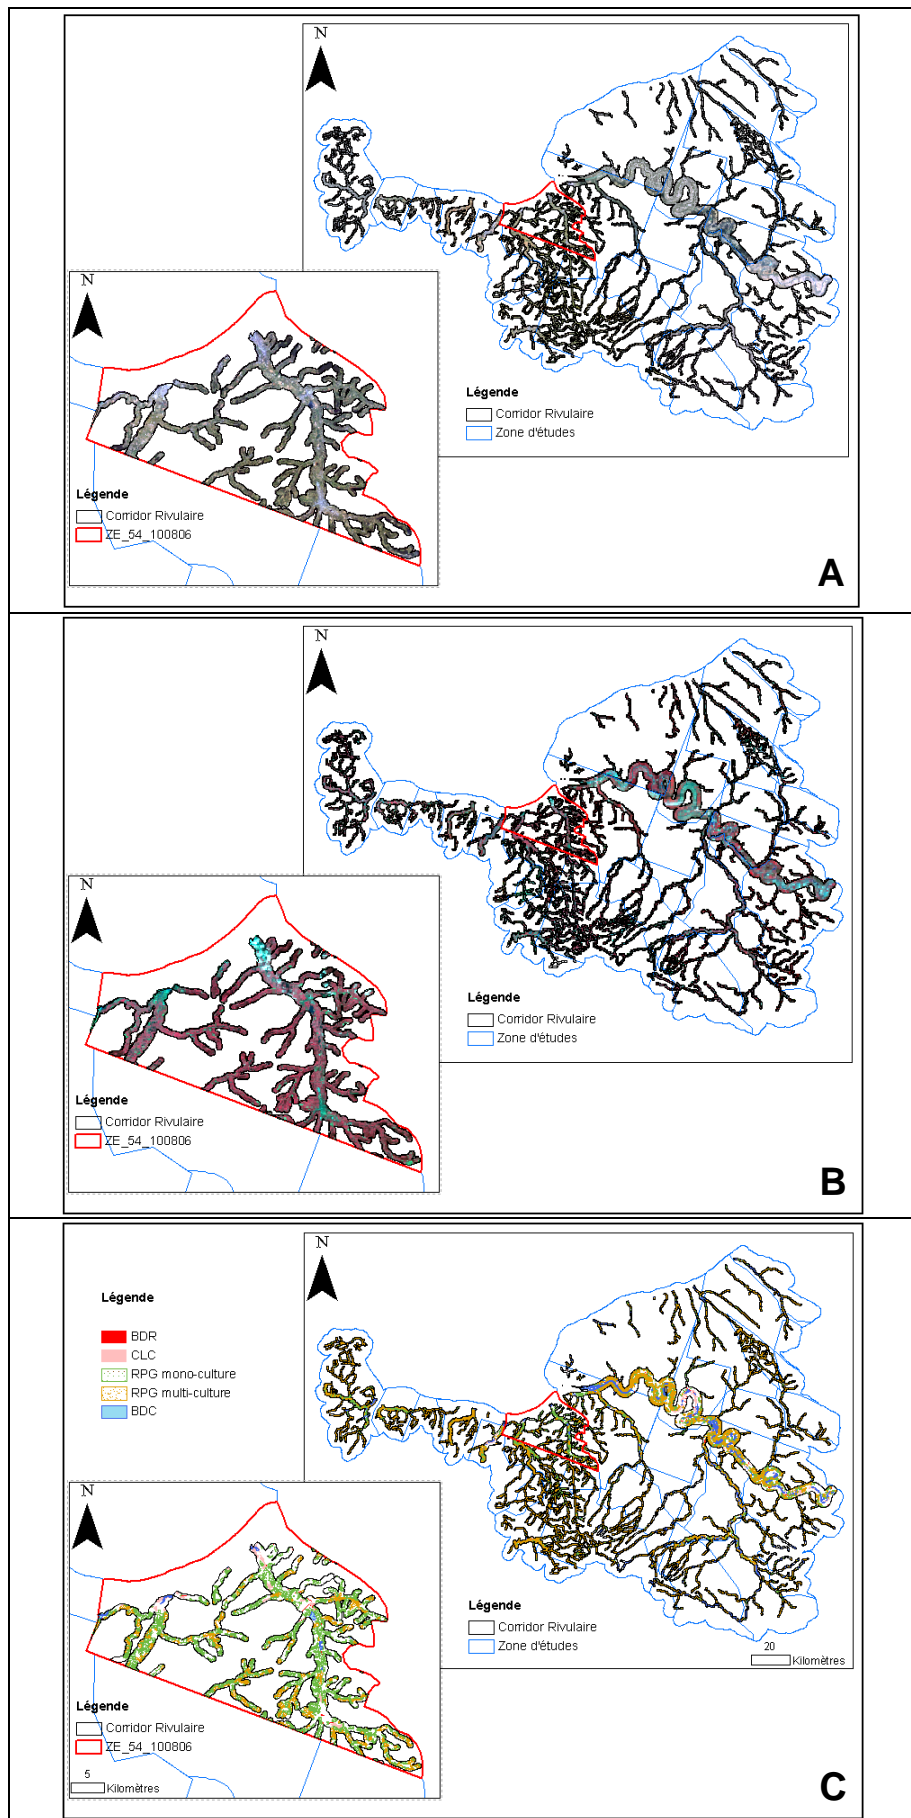 N
Légende
Corridor Rivulaire
Zone d'études
N
Légende
Corridor Rivulaire
ZE_54_100806
A
N
Légende
Corridor Rivulaire
Zone d'études
N
Légende
Corridor Rivulaire
ZE_54_100806
B
Légende
BDR
CLC
RPG mono-culture
RPG multi-culture
BDC
N
Légende
Corridor Rivulaire
Zone d'études
20
Kilomètres
N
Légende
Corridor Rivulaire
ZE_54_100806
5
Kilomètres
C